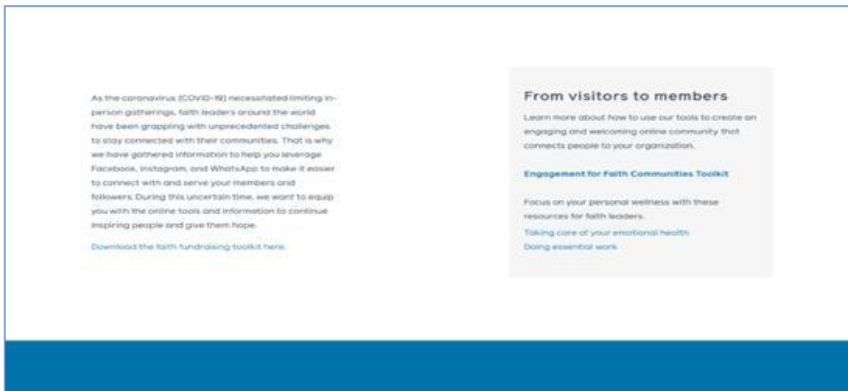 As the coronavirus (COVID-19) necessitated limiting in-
person gatherings, faith leaders around the world
have been grappling with unprecedented challenges
to stay connected with their communities. That is why
we have gathered information to help you leverage
Facebook, Instagram, and WhatsApp to make it easier
to connect with and serve your members and
followers. During this uncertain time, we want to equip
you with the online tools and information to continue
inspiring people and give them hope.
Download the faith fundraising toolkit here.
From visitors to members
Learn more about how to use our tools to create an
engaging and welcoming online community that
connects people to your organization.
Engagement for Faith Communities Toolkit
Focus on your personal wellness with these
resources for faith leaders.
Taking care of your emotional health
Doing essential work